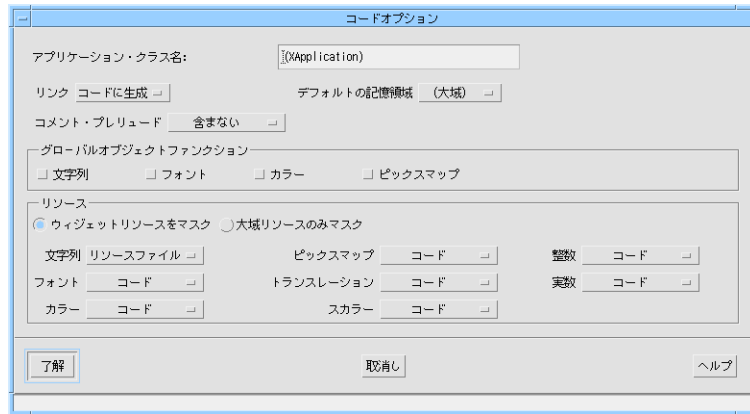 コードオプション
アプリケーション・クラス名: (XApplication)
リンク コードに生成 デフォルトの記憶領域 (大域)
コメント・プレリュード 含まない
グローバルオブジェクトファンクション
文字列 フォント カラー ピックスマップ
リソース
ウィジェットリソースをマスク 大域リソースのみマスク
文字列 リソースファイル ピックスマップ コード 整数 コード
フォント コード トランスレーション コード 実数 コード
カラー コード スカラー コード
了解 取消し ヘルプ